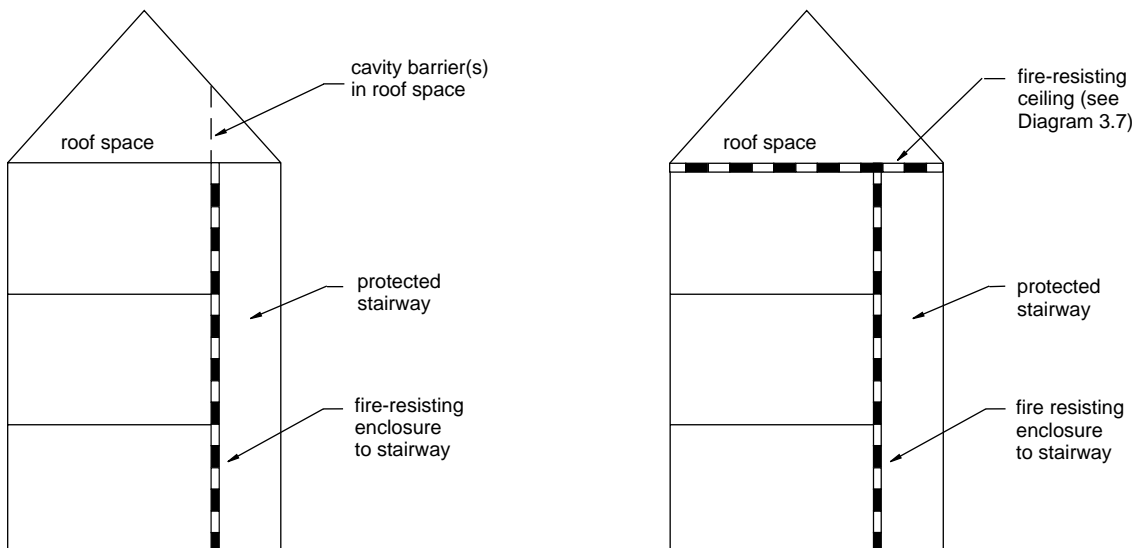 cavity barrier(s)
in roof space
roof space
protected
stairway
fire-resisting
enclosure
to stairway
fire-resisting
ceiling (see
Diagram 3.7)
roof space
protected
stairway
fire resisting
enclosure
to stairway